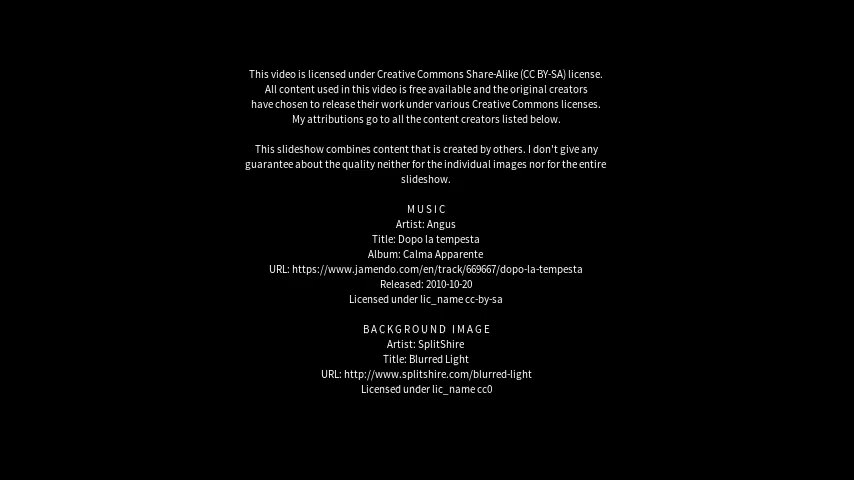 This video is licensed under Creative Commons Share-Alike (CC BY-SA) license.
All content used in this video is free available and the original creators
have chosen to release their work under various Creative Commons licenses.
My attributions go to all the content creators listed below.
This slideshow combines content that is created by others. I don't give any
guarantee about the quality neither for the individual images nor for the entire
slideshow.
MUSIC
Artist: Angus
Title: Dopo la tempesta
Album: Calma Apparente
URL: https://www.jamendo.com/en/track/669667/dopo-la-tempesta
Released: 2010-10-20
Licensed under lic_name cc-by-sa
BACKGROUND IMAGE
Artist: SplitShire
Title: Blurred Light
URL: http://www.splitshire.com/blurred-light
Licensed under lic_name cc0